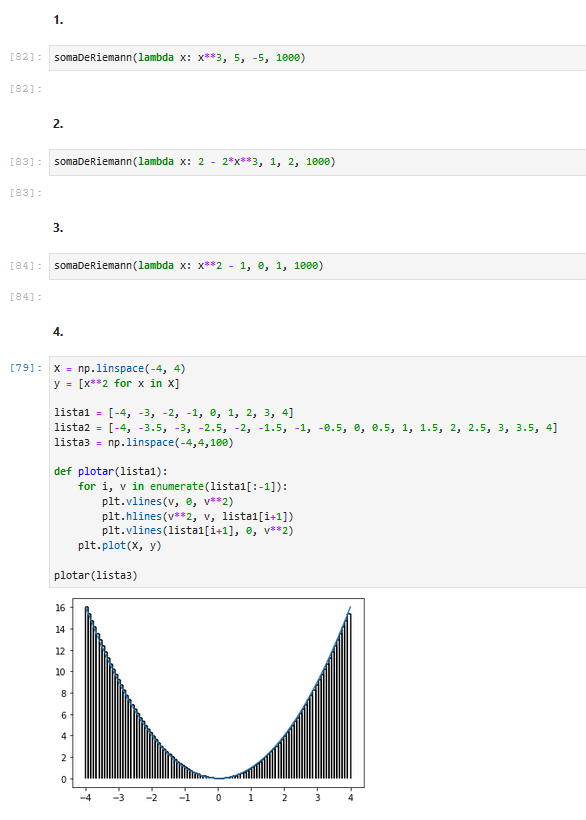 1.
[82]: somaDeRiemann(lambda x: x**3, 5, -5, 1000)
[82]:
2.
[83]: somaDeRiemann(lambda x: 2 - 2*x**3, 1, 2, 1000)
[83]:
3.
[84]: somaDeRiemann(lambda x: x**2 - 1, 0, 1, 1000)
[84]:
4.
[79]: X = np.linspace(-4, 4)
y = [x**2 for x in X]
lista1 = [-4, -3, -2, -1, 0, 1, 2, 3, 4]
lista2 = [-4, -3.5, -3, -2.5, -2, -1.5, -1, -0.5, 0, 0.5, 1, 1.5, 2, 2.5, 3, 3.5, 4]
lista3 = np.linspace(-4,4,100)
def plotar(lista1):
    for i, v in enumerate(lista1[:-1]):
        plt.vlines(v, 0, v**2)
        plt.hlines(v**2, v, lista1[i+1])
        plt.vlines(lista1[i+1], 0, v**2)
    plt.plot(X, y)
plotar(lista3)
16
14
12
10
8
6
4
2
0
−4 −3 −2 −1 0 1 2 3 4